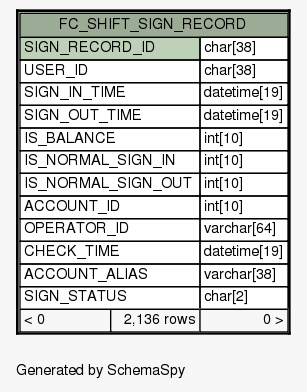 FC_SHIFT_SIGN_RECORD
SIGN_RECORD_ID char[38]
USER_ID char[38]
SIGN_IN_TIME datetime[19]
SIGN_OUT_TIME datetime[19]
IS_BALANCE int[10]
IS_NORMAL_SIGN_IN int[10]
IS_NORMAL_SIGN_OUT int[10]
ACCOUNT_ID int[10]
OPERATOR_ID varchar[64]
CHECK_TIME datetime[19]
ACCOUNT_ALIAS varchar[38]
SIGN_STATUS char[2]
< 0 2,136 rows 0 >
Generated by SchemaSpy